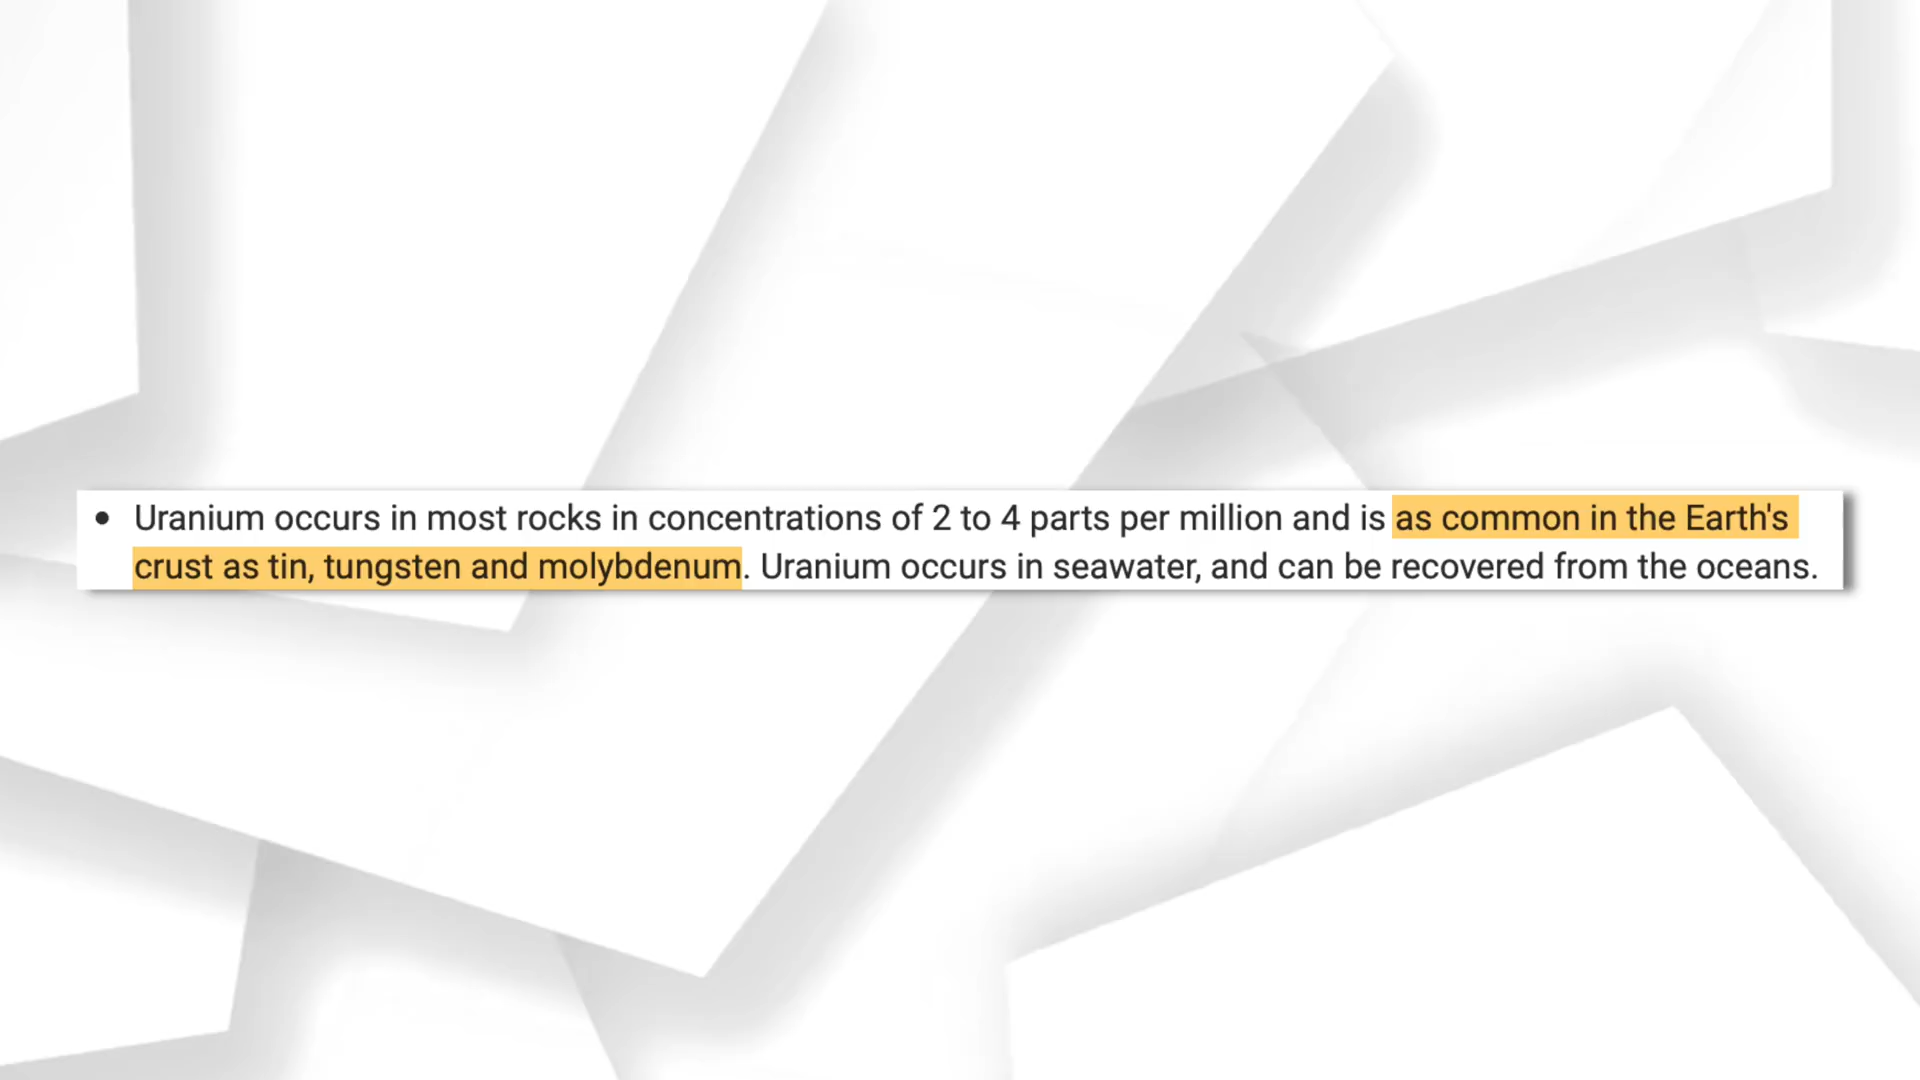 • Uranium occurs in most rocks in concentrations of 2 to 4 parts per million and is as common in the Earth's
crust as tin, tungsten and molybdenum. Uranium occurs in seawater, and can be recovered from the oceans.